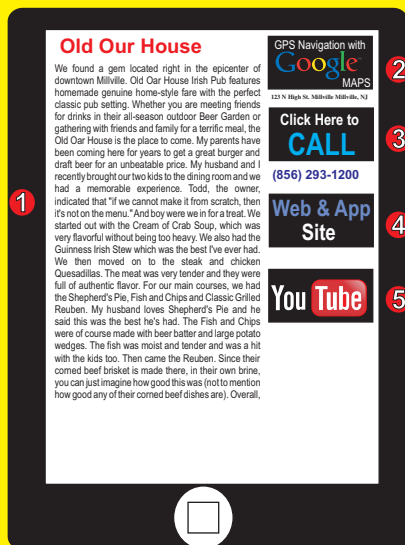 Old Our House
We found a gem located right in the epicenter of
downtown Millville. Old Oar House Irish Pub features
homemade genuine home-style fare with the perfect
classic pub setting. Whether you are meeting friends
for drinks in their all-season outdoor Beer Garden or
gathering with friends and family for a terrific meal, the
Old Oar House is the place to come. My parents have
been coming here for years to get a great burger and
draft beer for an unbeatable price. My husband and I
recently brought our two kids to the dining room and we
had a memorable experience. Todd, the owner,
indicated that "if we cannot make it from scratch, then
it's not on the menu." And boy were we in for a treat. We
started out with the Cream of Crab Soup, which was
very flavorful without being too heavy. We also had the
Guinness Irish Stew which was the best I've ever had.
We then moved on to the steak and chicken
Quesadillas. The meat was very tender and they were
full of authentic flavor. For our main courses, we had
the Shepherd's Pie, Fish and Chips and Classic Grilled
Reuben. My husband loves Shepherd's Pie and he
said this was the best he's had. The Fish and Chips
were of course made with beer batter and large potato
wedges. The fish was moist and tender and was a hit
with the kids too. Then came the Reuben. Since their
corned beef brisket is made there, in their own brine,
you can just imagine how good this was (not to mention
how good any of their corned beef dishes are). Overall,
1
GPS Navigation with
Google™
MAPS
2
123 N High St. Millville Millville, NJ
Click Here to
CALL
3
(856) 293-1200
Web & App
Site
4
You Tube
5